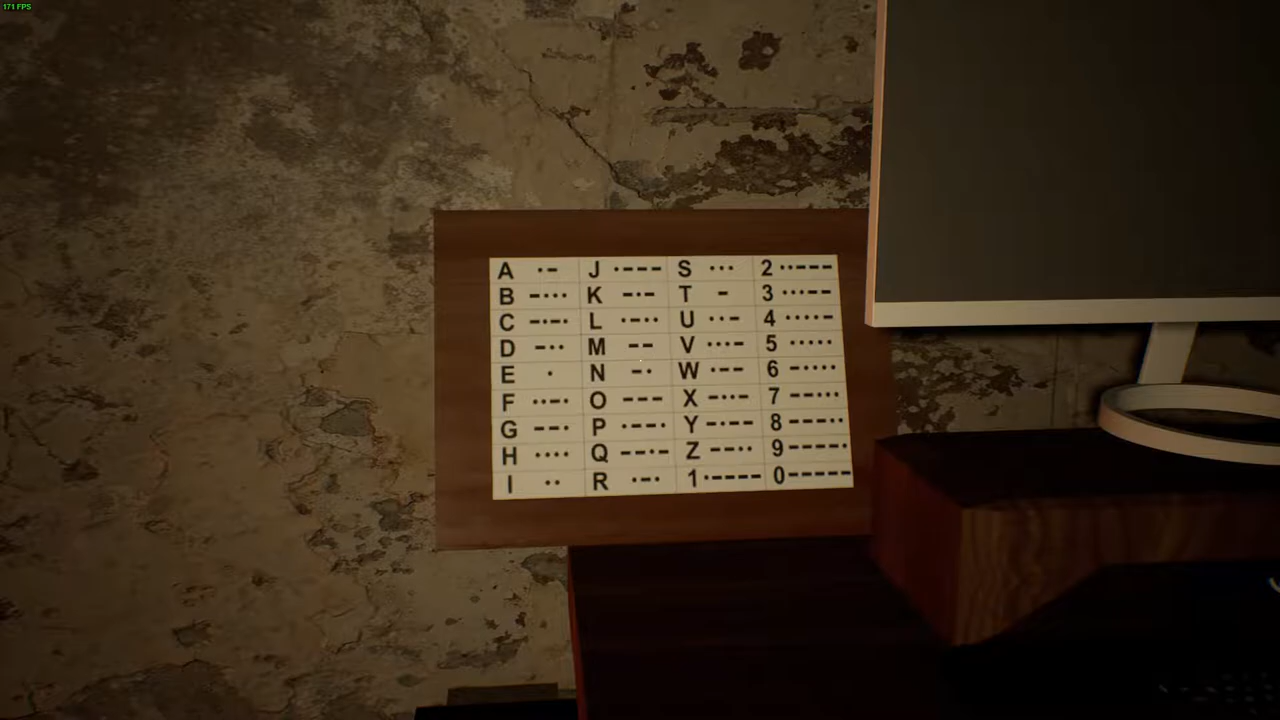 171 FPS
A ·- J ·--- S ··· 2 ··---
B -··· K -·- T - 3 ···--
C -·-· L ·-·· U ··- 4 ····-
D -·· M -- V ···- 5 ·····
E · N -· W ·-- 6 -····
F ··-· O --- X -··- 7 --···
G --· P ·--· Y -·-- 8 ---··
H ···· Q --·- Z --·· 9 ----·
I ·· R ·-· 1 ·---- 0 -----